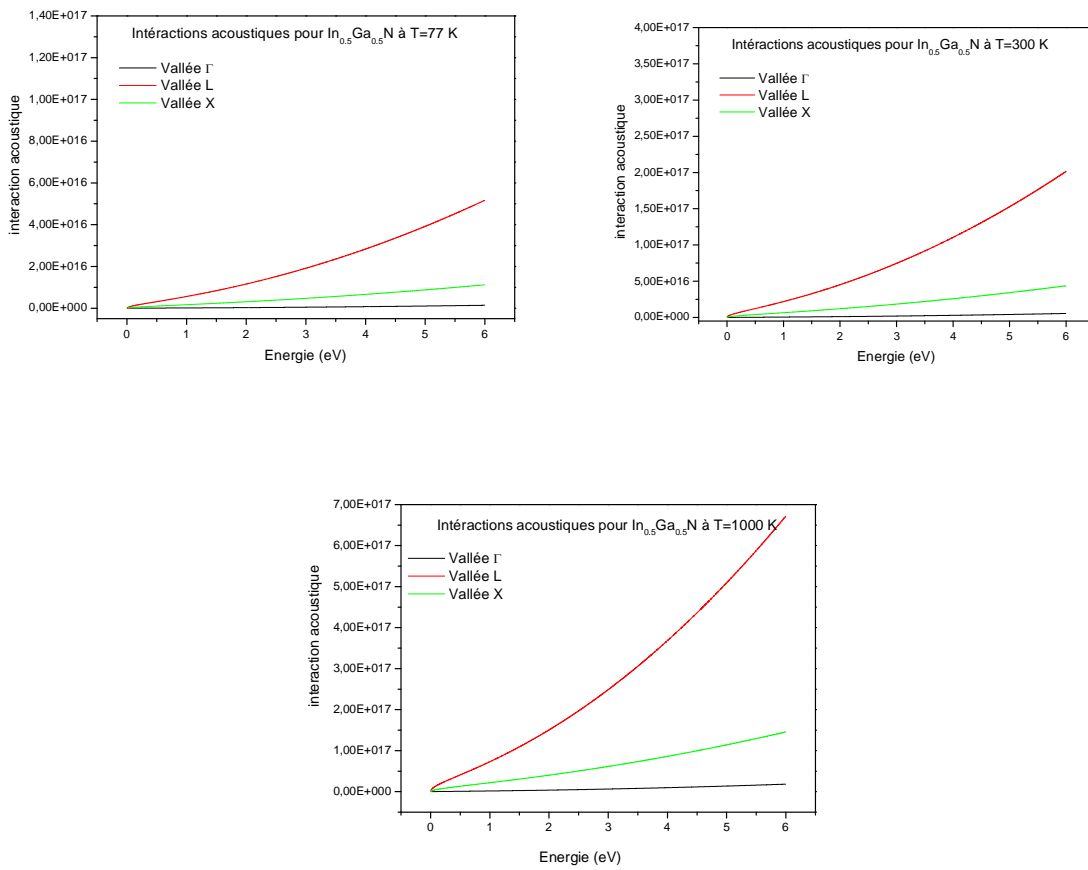 Intéractions acoustiques pour In0.5Ga0.5N à T=77 K
Vallée Γ
Vallée L
Vallée X
1,40E+017
1,20E+017
1,00E+017
8,00E+016
6,00E+016
4,00E+016
2,00E+016
0,00E+000
interaction acoustique
0 1 2 3 4 5 6
Energie (eV)
Intéractions acoustiques pour In0.5Ga0.5N à T=300 K
Vallée Γ
Vallée L
Vallée X
4,00E+017
3,50E+017
3,00E+017
2,50E+017
2,00E+017
1,50E+017
1,00E+017
5,00E+016
0,00E+000
interaction acoustique
0 1 2 3 4 5 6
Energie (eV)
Intéractions acoustiques pour In0.5Ga0.5N à T=1000 K
Vallée Γ
Vallée L
Vallée X
7,00E+017
6,00E+017
5,00E+017
4,00E+017
3,00E+017
2,00E+017
1,00E+017
0,00E+000
interaction acoustique
0 1 2 3 4 5 6
Energie (eV)